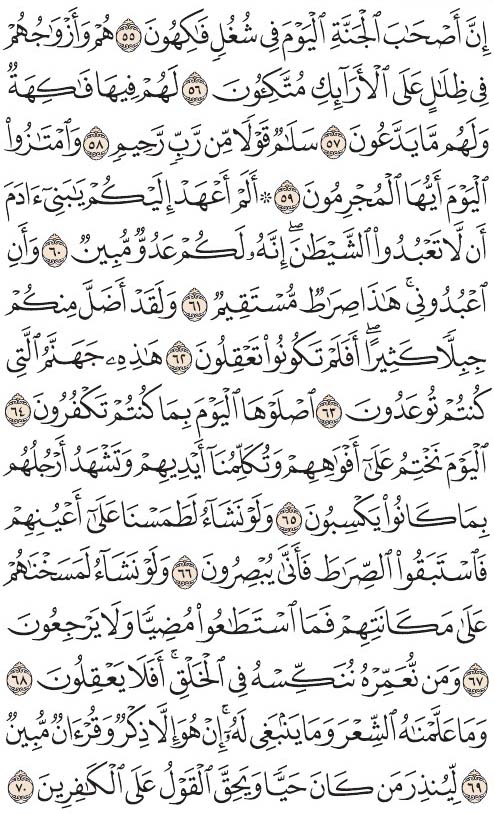 إِنَّ أَصْحَٰبَ ٱلْجَنَّةِ ٱلْيَوْمَ فِى شُغُلٍ فَٰكِهُونَ ٥٥ هُمْ وَأَزْوَٰجُهُمْ
فِى ظِلَٰلٍ عَلَى ٱلْأَرَآئِكِ مُتَّكِـُٔونَ ٥٦ لَهُمْ فِيهَا فَٰكِهَةٌ
وَلَهُم مَّا يَدَّعُونَ ٥٧ سَلَٰمٌ قَوْلًا مِّن رَّبٍّ رَّحِيمٍ ٥٨ وَٱمْتَٰزُوا۟
ٱلْيَوْمَ أَيُّهَا ٱلْمُجْرِمُونَ ٥٩ ۞ أَلَمْ أَعْهَدْ إِلَيْكُمْ يَٰبَنِىٓ ءَادَمَ
أَن لَّا تَعْبُدُوا۟ ٱلشَّيْطَٰنَ ۖ إِنَّهُۥ لَكُمْ عَدُوٌّ مُّبِينٌ ٦٠ وَأَنِ
ٱعْبُدُونِى ۚ هَٰذَا صِرَٰطٌ مُّسْتَقِيمٌ ٦١ وَلَقَدْ أَضَلَّ مِنكُمْ
جِبِلًّا كَثِيرًا ۖ أَفَلَمْ تَكُونُوا۟ تَعْقِلُونَ ٦٢ هَٰذِهِۦ جَهَنَّمُ ٱلَّتِى
كُنتُمْ تُوعَدُونَ ٦٣ ٱصْلَوْهَا ٱلْيَوْمَ بِمَا كُنتُمْ تَكْفُرُونَ ٦٤
ٱلْيَوْمَ نَخْتِمُ عَلَىٰٓ أَفْوَٰهِهِمْ وَتُكَلِّمُنَآ أَيْدِيهِمْ وَتَشْهَدُ أَرْجُلُهُم
بِمَا كَانُوا۟ يَكْسِبُونَ ٦٥ وَلَوْ نَشَآءُ لَطَمَسْنَا عَلَىٰٓ أَعْيُنِهِمْ
فَٱسْتَبَقُوا۟ ٱلصِّرَٰطَ فَأَنَّىٰ يُبْصِرُونَ ٦٦ وَلَوْ نَشَآءُ لَمَسَخْنَٰهُمْ
عَلَىٰ مَكَانَتِهِمْ فَمَا ٱسْتَطَٰعُوا۟ مُضِيًّا وَلَا يَرْجِعُونَ
٦٧ وَمَن نُّعَمِّرْهُ نُنَكِّسْهُ فِى ٱلْخَلْقِ ۖ أَفَلَا يَعْقِلُونَ ٦٨
وَمَا عَلَّمْنَٰهُ ٱلشِّعْرَ وَمَا يَنۢبَغِى لَهُۥٓ ۚ إِنْ هُوَ إِلَّا ذِكْرٌ وَقُرْءَانٌ مُّبِينٌ
٦٩ لِّيُنذِرَ مَن كَانَ حَيًّا وَيَحِقَّ ٱلْقَوْلُ عَلَى ٱلْكَٰفِرِينَ ٧٠